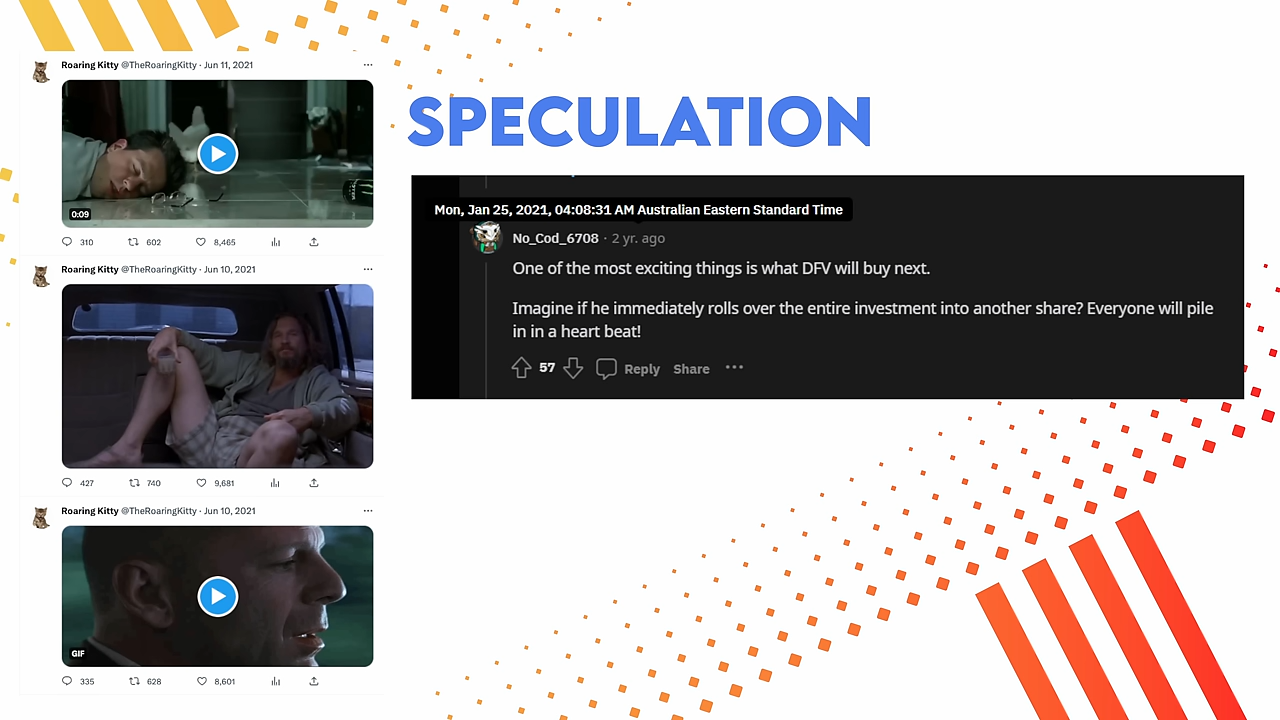 Roaring Kitty @TheRoaringKitty · Jun 11, 2021
0:09
310 602 8,465
Roaring Kitty @TheRoaringKitty · Jun 10, 2021
427 740 9,681
Roaring Kitty @TheRoaringKitty · Jun 10, 2021
GIF
335 628 8,601
SPECULATION
Mon, Jan 25, 2021, 04:08:31 AM Australian Eastern Standard Time
No_Cod_6708 · 2 yr. ago
One of the most exciting things is what DFV will buy next.
Imagine if he immediately rolls over the entire investment into another share? Everyone will pile
in in a heart beat!
57 Reply Share ···